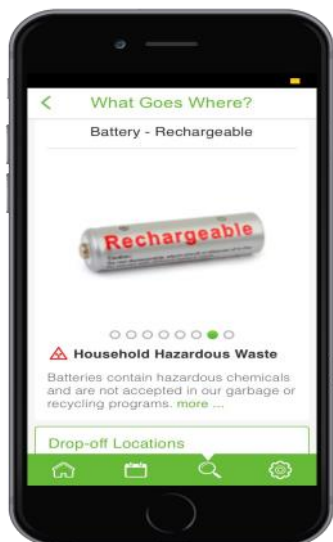 What Goes Where?
Battery - Rechargeable
Rechargeable
Household Hazardous Waste
Batteries contain hazardous chemicals
and are not accepted in our garbage or
recycling programs. more ...
Drop-off Locations